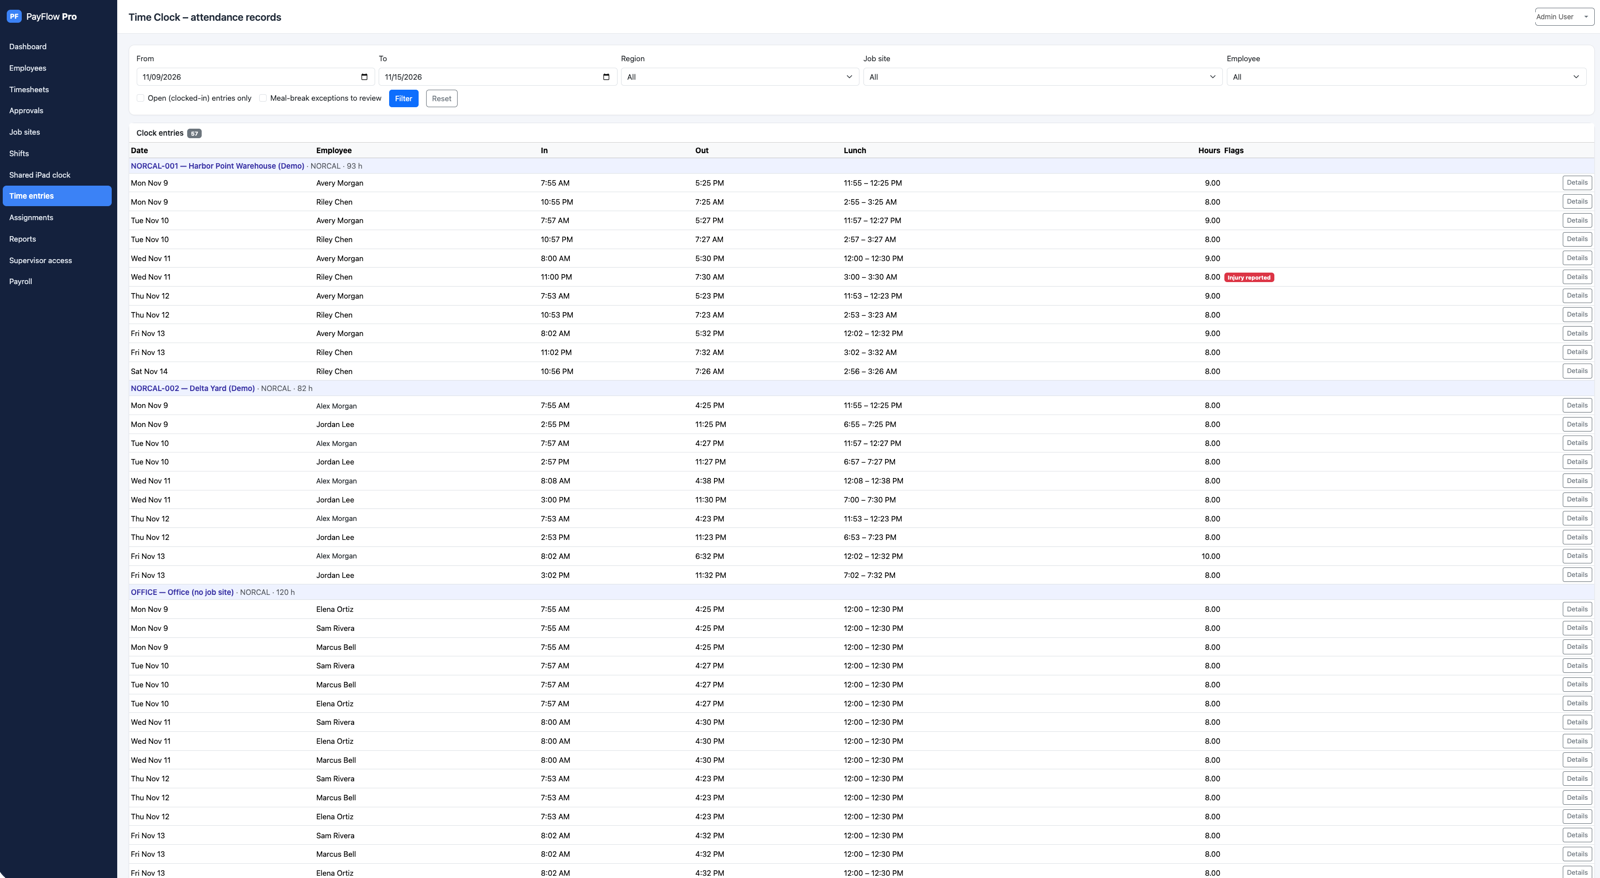 PF PayFlow Pro
Dashboard
Employees
Timesheets
Approvals
Job sites
Shifts
Shared iPad clock
Time entries
Assignments
Reports
Supervisor access
Payroll
Time Clock – attendance records
Admin User
From To Region Job site Employee
11/09/2026 11/15/2026 All All All
Open (clocked-in) entries only Meal-break exceptions to review Filter Reset
Clock entries 57
Date Employee In Out Lunch Hours Flags
NORCAL-001 — Harbor Point Warehouse (Demo) · NORCAL · 93 h
Mon Nov 9 Avery Morgan 7:55 AM 5:25 PM 11:55 – 12:25 PM 9.00 Details
Mon Nov 9 Riley Chen 10:55 PM 7:25 AM 2:55 – 3:25 AM 8.00 Details
Tue Nov 10 Avery Morgan 7:57 AM 5:27 PM 11:57 – 12:27 PM 9.00 Details
Tue Nov 10 Riley Chen 10:57 PM 7:27 AM 2:57 – 3:27 AM 8.00 Details
Wed Nov 11 Avery Morgan 8:00 AM 5:30 PM 12:00 – 12:30 PM 9.00 Details
Wed Nov 11 Riley Chen 11:00 PM 7:30 AM 3:00 – 3:30 AM 8.00 Injury reported Details
Thu Nov 12 Avery Morgan 7:53 AM 5:23 PM 11:53 – 12:23 PM 9.00 Details
Thu Nov 12 Riley Chen 10:53 PM 7:23 AM 2:53 – 3:23 AM 8.00 Details
Fri Nov 13 Avery Morgan 8:02 AM 5:32 PM 12:02 – 12:32 PM 9.00 Details
Fri Nov 13 Riley Chen 11:02 PM 7:32 AM 3:02 – 3:32 AM 8.00 Details
Sat Nov 14 Riley Chen 10:56 PM 7:26 AM 2:56 – 3:26 AM 8.00 Details
NORCAL-002 — Delta Yard (Demo) · NORCAL · 82 h
Mon Nov 9 Alex Morgan 7:55 AM 4:25 PM 11:55 – 12:25 PM 8.00 Details
Mon Nov 9 Jordan Lee 2:55 PM 11:25 PM 6:55 – 7:25 PM 8.00 Details
Tue Nov 10 Alex Morgan 7:57 AM 4:27 PM 11:57 – 12:27 PM 8.00 Details
Tue Nov 10 Jordan Lee 2:57 PM 11:27 PM 6:57 – 7:27 PM 8.00 Details
Wed Nov 11 Alex Morgan 8:08 AM 4:38 PM 12:08 – 12:38 PM 8.00 Details
Wed Nov 11 Jordan Lee 3:00 PM 11:30 PM 7:00 – 7:30 PM 8.00 Details
Thu Nov 12 Alex Morgan 7:53 AM 4:23 PM 11:53 – 12:23 PM 8.00 Details
Thu Nov 12 Jordan Lee 2:53 PM 11:23 PM 6:53 – 7:23 PM 8.00 Details
Fri Nov 13 Alex Morgan 8:02 AM 6:32 PM 12:02 – 12:32 PM 10.00 Details
Fri Nov 13 Jordan Lee 3:02 PM 11:32 PM 7:02 – 7:32 PM 8.00 Details
OFFICE — Office (no job site) · NORCAL · 120 h
Mon Nov 9 Elena Ortiz 7:55 AM 4:25 PM 12:00 – 12:30 PM 8.00 Details
Mon Nov 9 Sam Rivera 7:55 AM 4:25 PM 12:00 – 12:30 PM 8.00 Details
Mon Nov 9 Marcus Bell 7:55 AM 4:25 PM 12:00 – 12:30 PM 8.00 Details
Tue Nov 10 Sam Rivera 7:57 AM 4:27 PM 12:00 – 12:30 PM 8.00 Details
Tue Nov 10 Marcus Bell 7:57 AM 4:27 PM 12:00 – 12:30 PM 8.00 Details
Tue Nov 10 Elena Ortiz 7:57 AM 4:27 PM 12:00 – 12:30 PM 8.00 Details
Wed Nov 11 Sam Rivera 8:00 AM 4:30 PM 12:00 – 12:30 PM 8.00 Details
Wed Nov 11 Elena Ortiz 8:00 AM 4:30 PM 12:00 – 12:30 PM 8.00 Details
Wed Nov 11 Marcus Bell 8:00 AM 4:30 PM 12:00 – 12:30 PM 8.00 Details
Thu Nov 12 Sam Rivera 7:53 AM 4:23 PM 12:00 – 12:30 PM 8.00 Details
Thu Nov 12 Marcus Bell 7:53 AM 4:23 PM 12:00 – 12:30 PM 8.00 Details
Thu Nov 12 Elena Ortiz 7:53 AM 4:23 PM 12:00 – 12:30 PM 8.00 Details
Fri Nov 13 Sam Rivera 8:02 AM 4:32 PM 12:00 – 12:30 PM 8.00 Details
Fri Nov 13 Marcus Bell 8:02 AM 4:32 PM 12:00 – 12:30 PM 8.00 Details
Fri Nov 13 Elena Ortiz 8:02 AM 4:32 PM 12:00 – 12:30 PM 8.00 Details